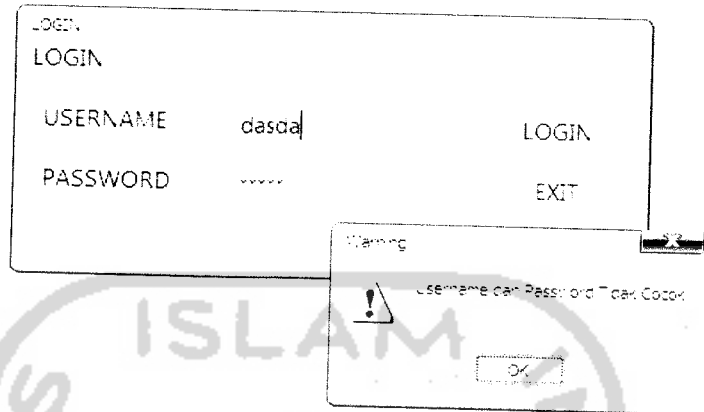 LOGIN
LOGIN
USERNAME dasda LOGIN
PASSWORD ***** EXIT
Warning
Username dan Password Tidak Cocok
OK
ISLAM